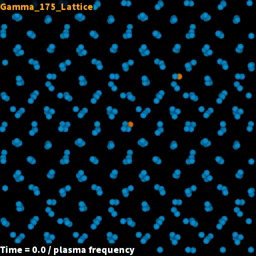 Gamma_175_Lattice
Time = 0.0 / plasma frequency